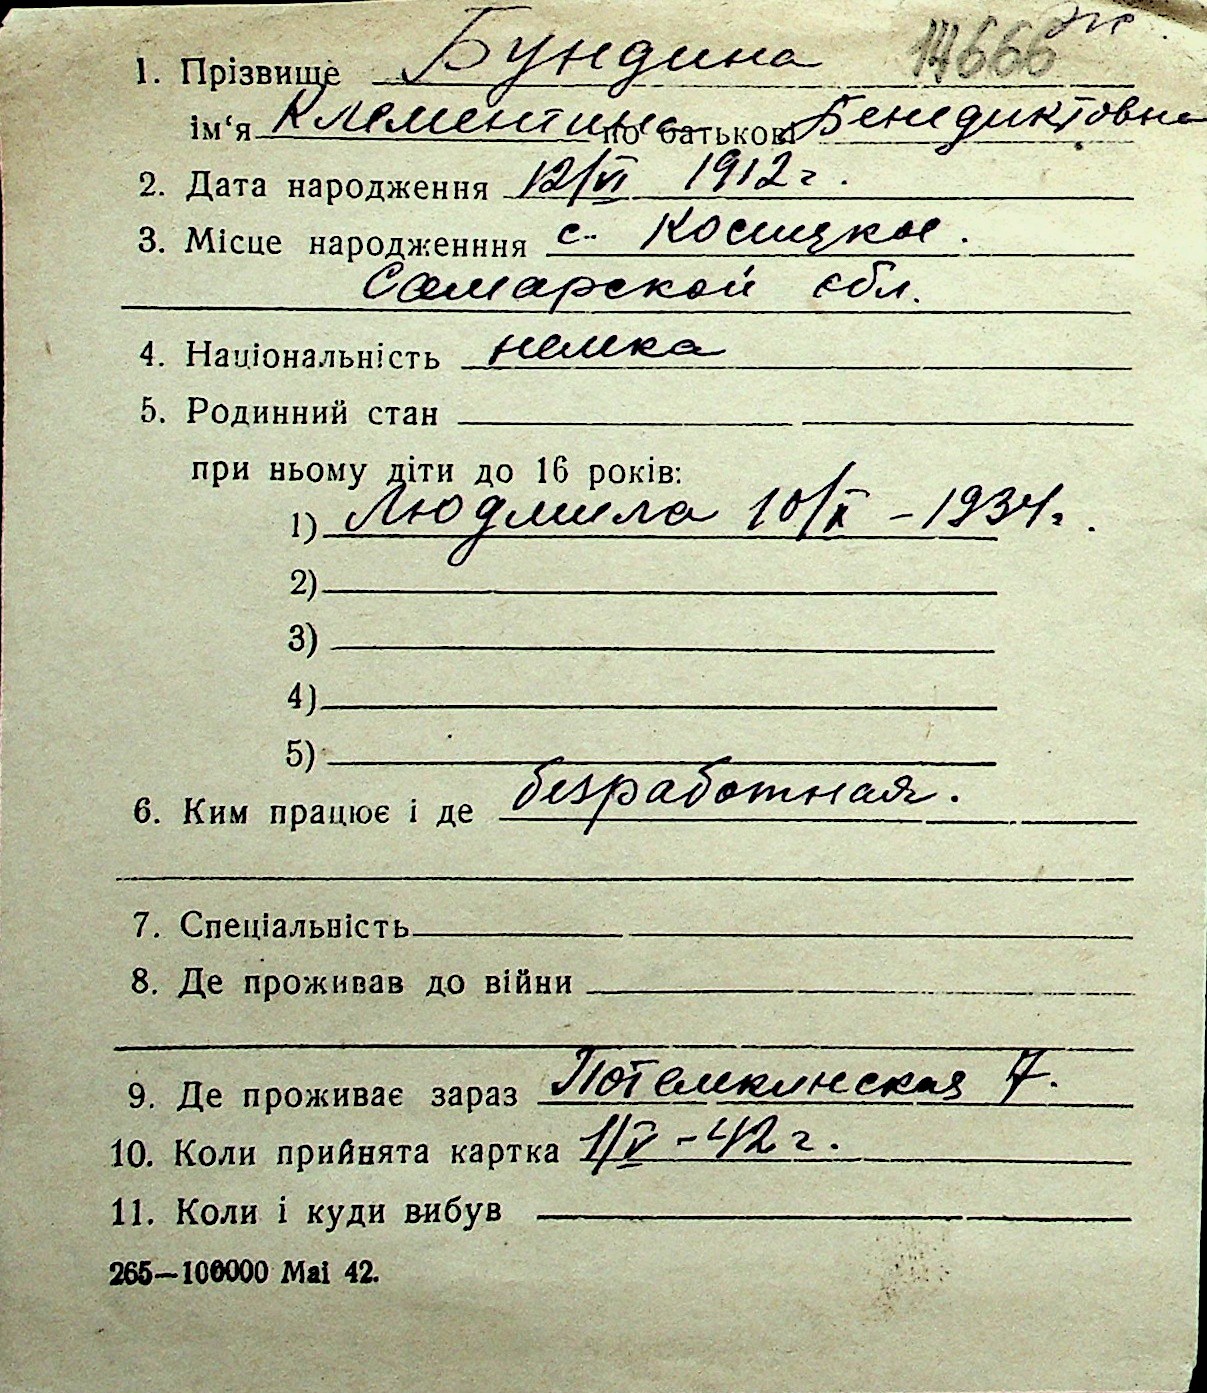 14666
1. Прізвище Бундина
ім‘я Клементина по батькові Бенедиктовна
2. Дата народження 12/VI 1912 г.
3. Місце народженння с. Косицкое.
Самарской обл.
4. Національність немка
5. Родинний стан
при ньому діти до 16 років:
1) Людмила 10/X - 1934 г.
2)
3)
4)
5)
6. Ким працює і де безработная.
7. Спеціальність
8. Де проживав до війни
9. Де проживає зараз Потемкинская 7.
10. Коли прийнята картка 1/V - 42 г.
11. Коли і куди вибув
265—100000 Mai 42.